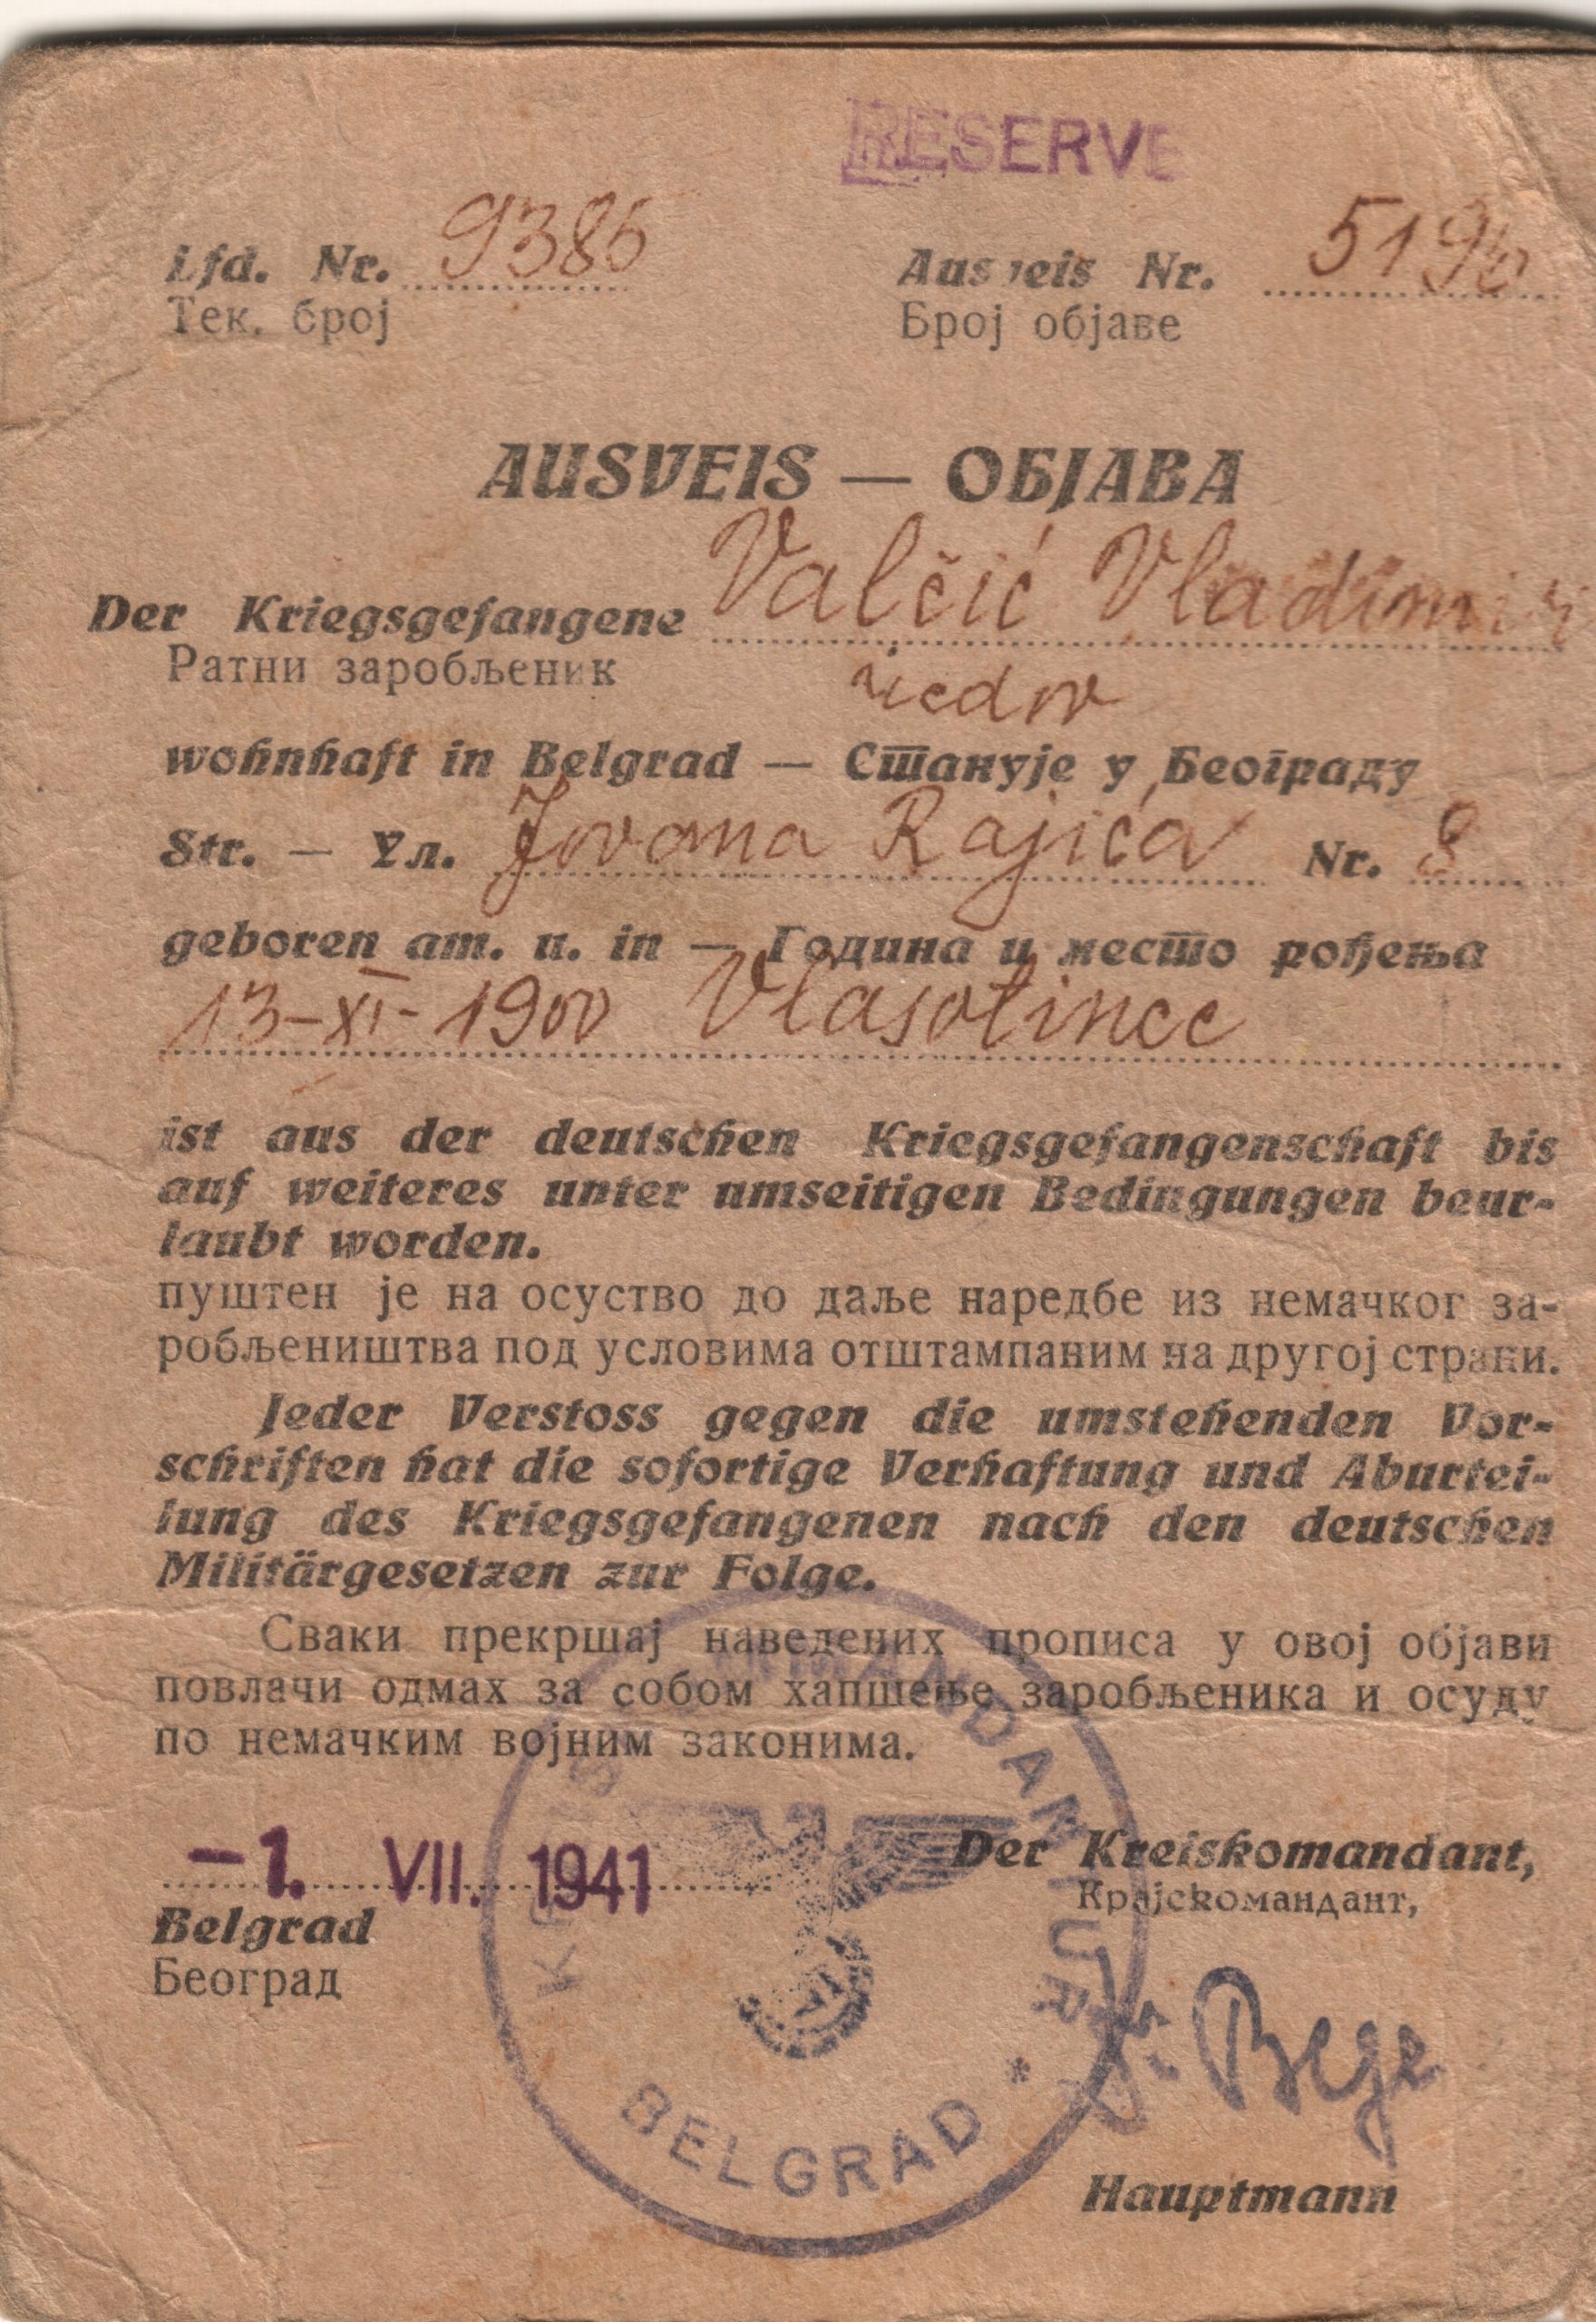 RESERVE
Lfd. Nr. 9386 Ausweis Nr.
Тек. број Број објаве
AUSVEIS — ОБЈАВА
Der Kriegsgefangene Valčić Vladimir
Ратни заробљеник
redov
wohnhaft in Belgrad — Станује у Београду
Str. — Ул. Jovana Rajića Nr. 8
geboren am. u. in — Година и место рођења
13-XI-1900 Vlasotince
ist aus der deutschen Kriegsgefangenschaft bis
auf weiteres unter umseitigen Bedingungen beur-
laubt worden.
пуштен је на осуство до даље наредбе из немачког за-
робљеништва под условима отштампаним на другој страни.
Jeder Verstoss gegen die umstehenden Vor-
schriften hat die sofortige Verhaftung und Aburtei-
lung des Kriegsgefangenen nach den deutschen
Militärgesetzen zur Folge.
Сваки прекршај наведених прописа у овој објави
повлачи одмах за собом хапшење заробљеника и осуду
по немачким војним законима.
-1. VII. 1941 Der Kreiskomandant,
Крајскомандант,
Belgrad
Београд
KREISKOMMANDANTUR * BELGRAD
Hauptmann